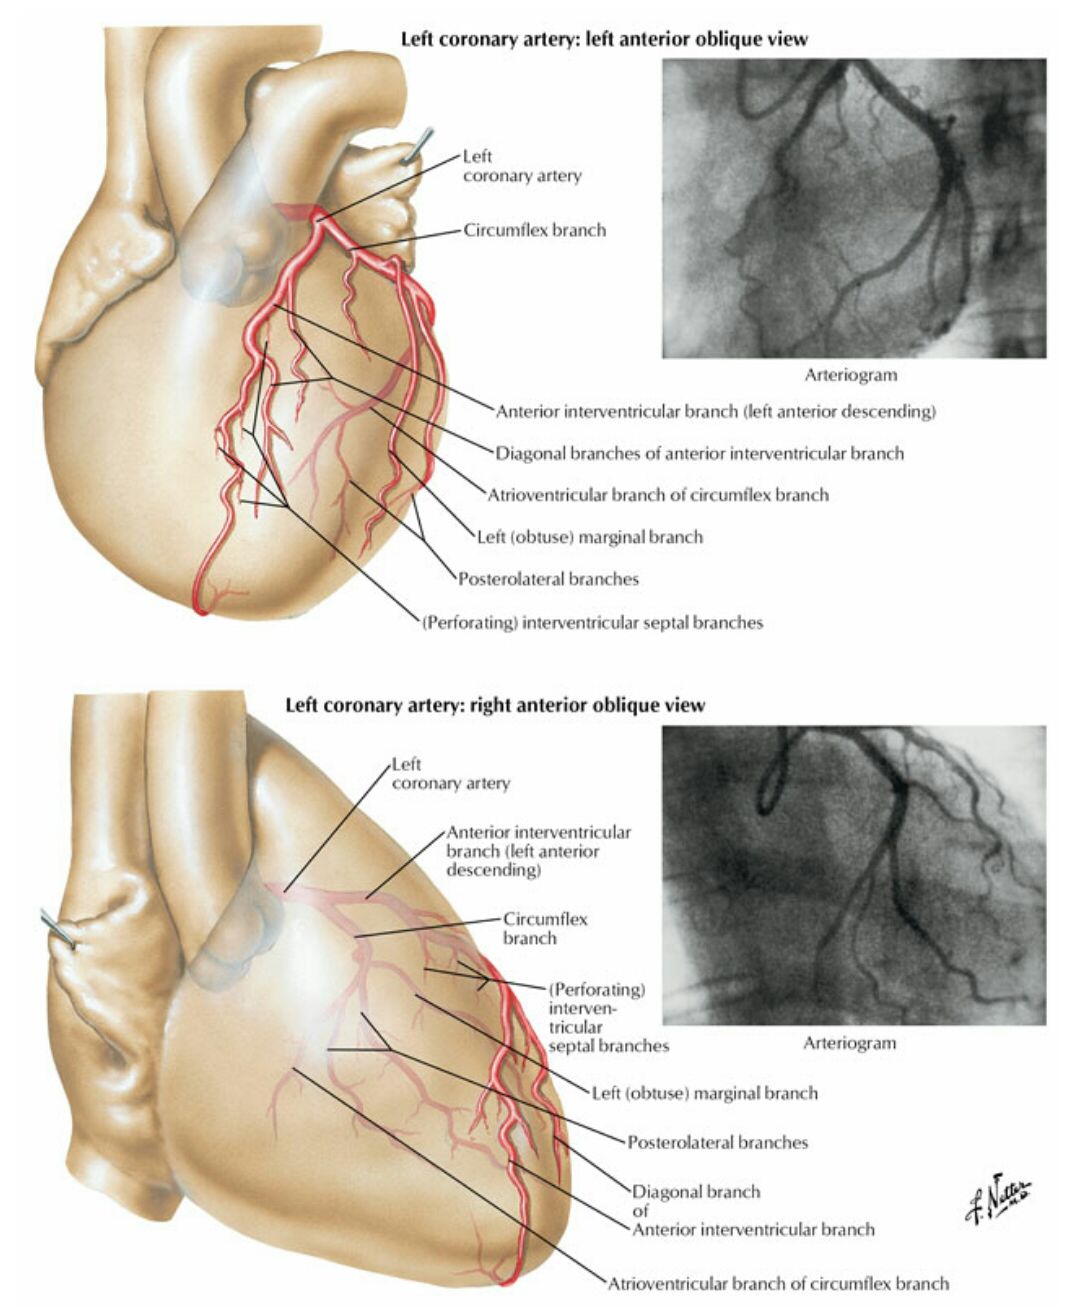 Left coronary artery: left anterior oblique view
Left
coronary artery
Circumflex branch
Arteriogram
Anterior interventricular branch (left anterior descending)
Diagonal branches of anterior interventricular branch
Atrioventricular branch of circumflex branch
Left (obtuse) marginal branch
Posterolateral branches
(Perforating) interventricular septal branches
Left coronary artery: right anterior oblique view
Left
coronary artery
Anterior interventricular
branch (left anterior
descending)
Circumflex
branch
(Perforating)
interven-
tricular
septal branches
Arteriogram
Left (obtuse) marginal branch
Posterolateral branches
Diagonal branch
of
Anterior interventricular branch
Atrioventricular branch of circumflex branch
F. Netter
M.D.